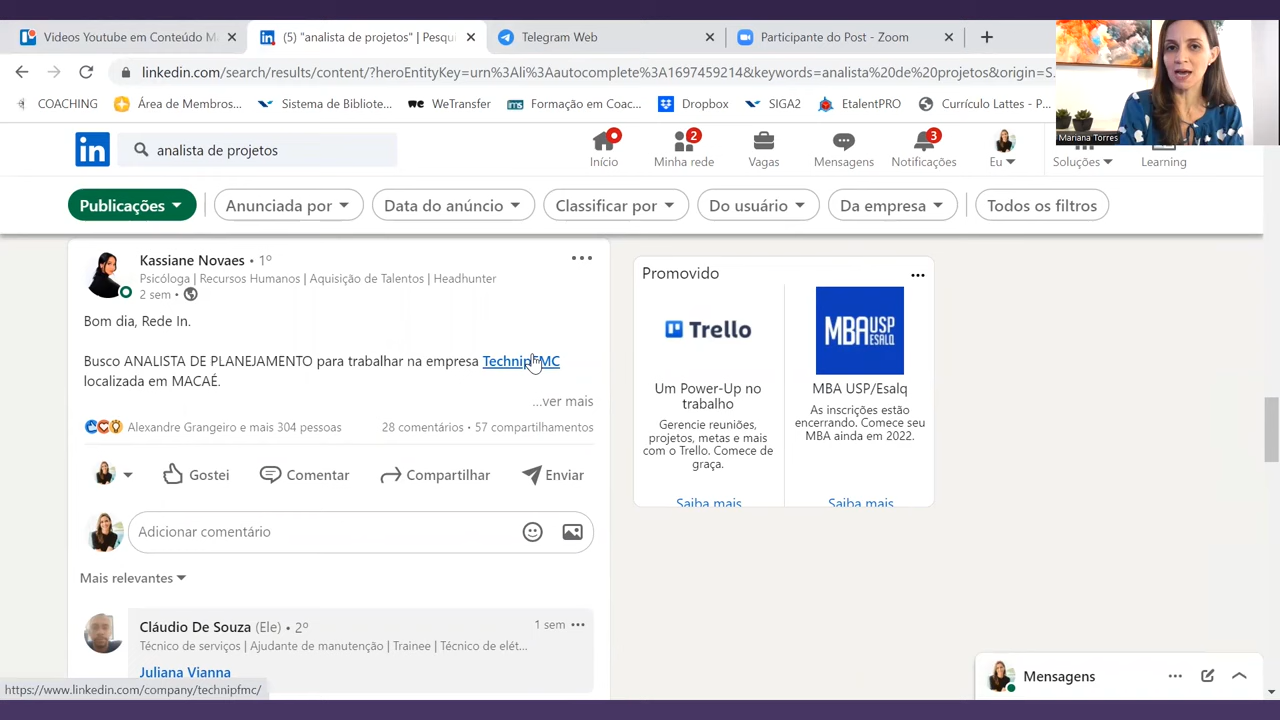 Videos Youtube em Conteúdo M
(5) "analista de projetos" | Pesqu
Telegram Web
Participante do Post - Zoom
linkedin.com/search/results/content/?heroEntityKey=um%3Ali%3Aautocomplete%3A1697459214&keywords=analista%20de%20projetos&origin=S...
COACHING
Área de Membros...
Sistema de Bibliote...
WeTransfer
Formação em Coac...
Dropbox
SIGA2
EtalentPRO
Currículo Lattes - P...
Mariana Torres
in
analista de projetos
2
3
Início
Minha rede
Vagas
Mensagens
Notificações
Eu
Soluções
Learning
Publicações
Anunciada por
Data do anúncio
Classificar por
Do usuário
Da empresa
Todos os filtros
Kassiane Novaes • 1º
Psicóloga | Recursos Humanos | Aquisição de Talentos | Headhunter
2 sem •
Bom dia, Rede In.
Busco ANALISTA DE PLANEJAMENTO para trabalhar na empresa TechnipFMC
localizada em MACAÉ.
...ver mais
Alexandre Grangeiro e mais 304 pessoas
28 comentários • 57 compartilhamentos
Gostei
Comentar
Compartilhar
Enviar
Adicionar comentário
Mais relevantes
Cláudio De Souza (Ele) • 2º
1 sem
Técnico de serviços | Ajudante de manutenção | Trainee | Técnico de elét...
Juliana Vianna
https://www.linkedin.com/company/technipfmc/
Promovido
Trello
Um Power-Up no
trabalho
Gerencie reuniões,
projetos, metas e mais
com o Trello. Comece de
graça.
Saiba mais
MBAUSP
ESALQ
MBA USP/Esalq
As inscrições estão
encerrando. Comece seu
MBA ainda em 2022.
Saiba mais
Mensagens